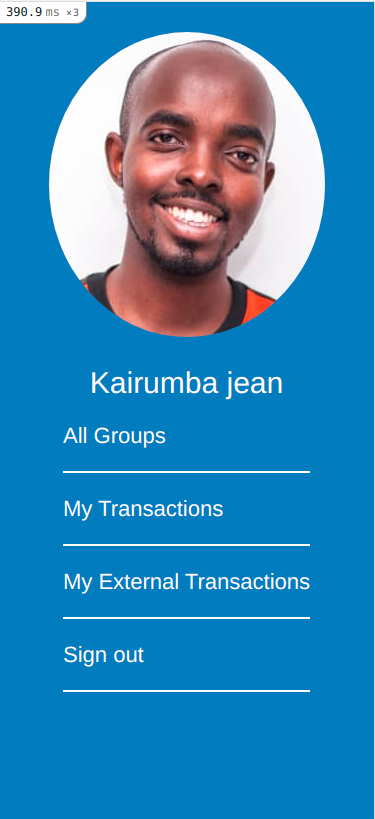 390.9 ms ×3
Kairumba jean
All Groups
My Transactions
My External Transactions
Sign out